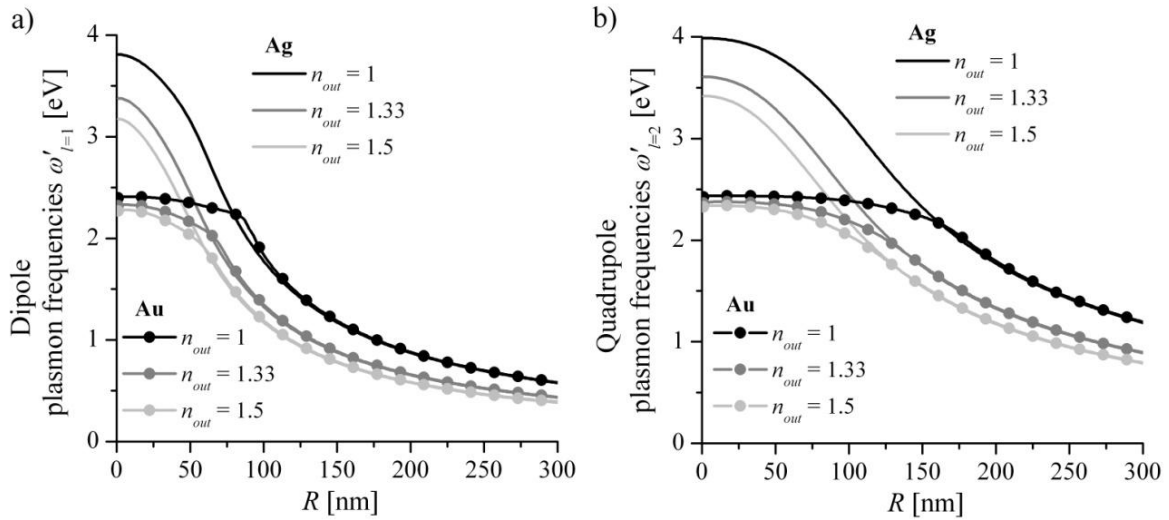 a)
Dipole
plasmon frequencies ω′l=1 [eV]
4
3
2
1
0
Ag
nout = 1
nout = 1.33
nout = 1.5
Au
nout = 1
nout = 1.33
nout = 1.5
0 50 100 150 200 250 300
R [nm]
b)
Quadrupole
plasmon frequencies ω′l=2 [eV]
4
3
2
1
0
Ag
nout = 1
nout = 1.33
nout = 1.5
Au
nout = 1
nout = 1.33
nout = 1.5
0 50 100 150 200 250 300
R [nm]